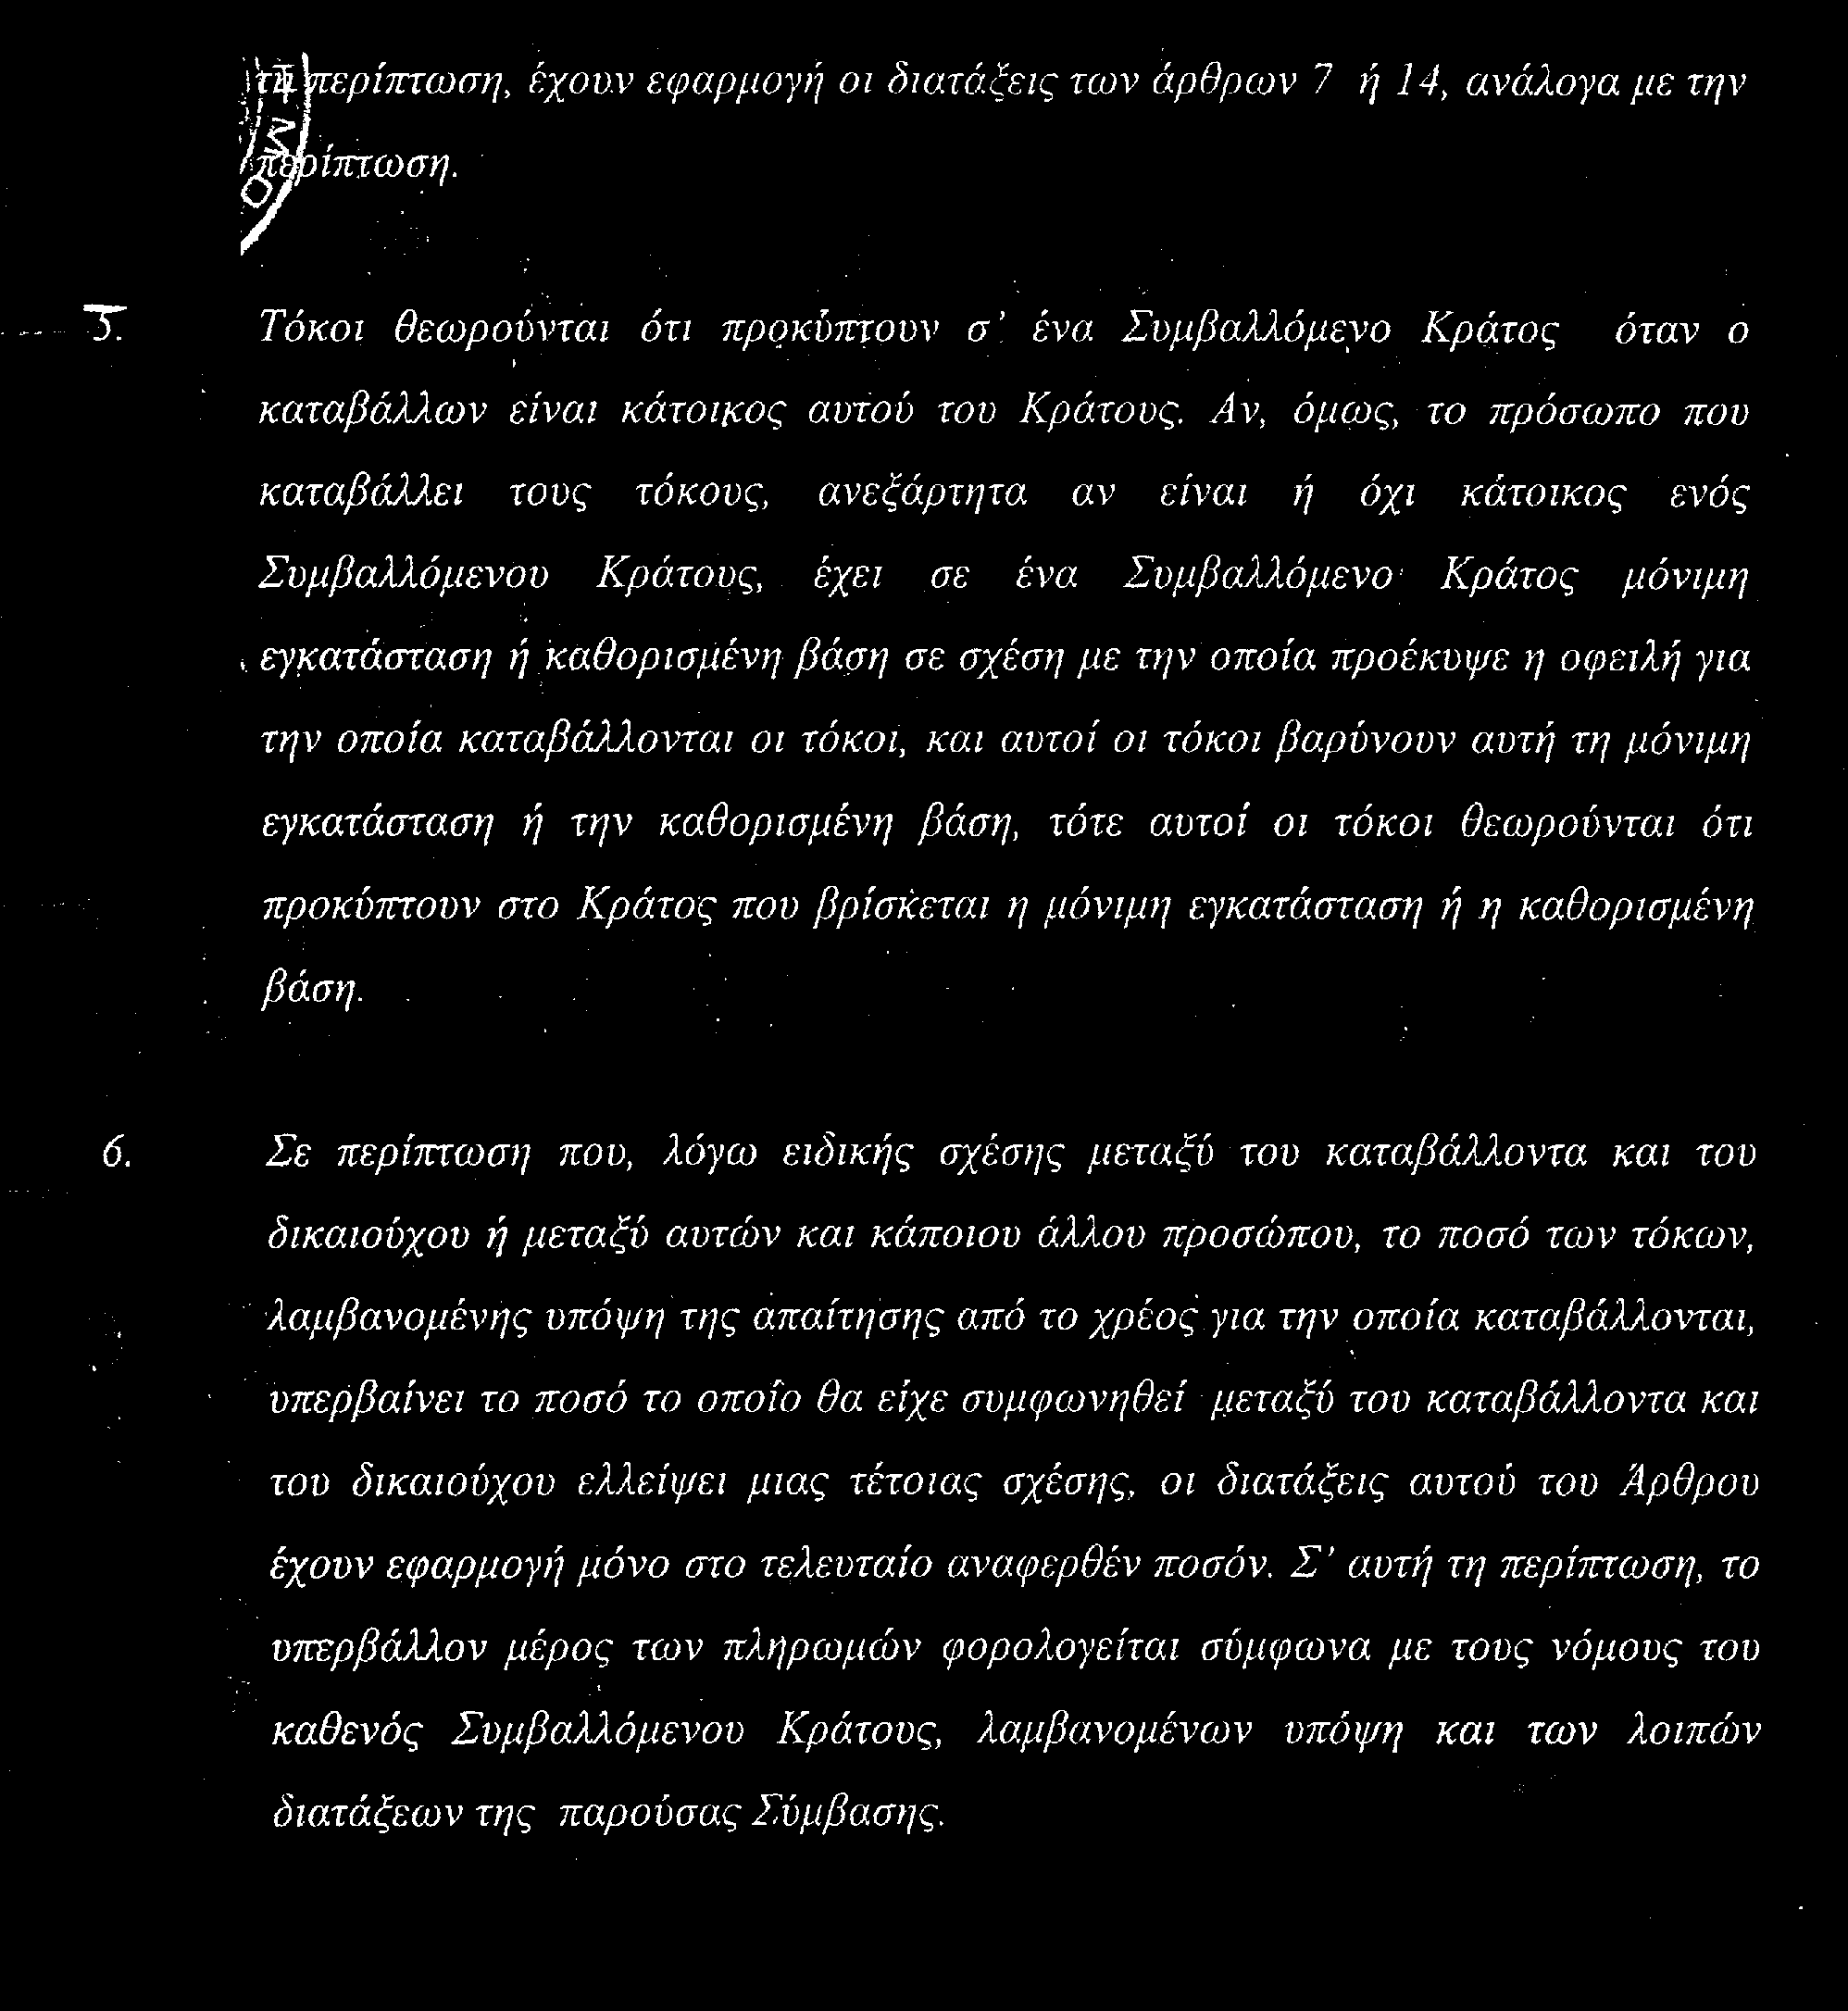 τη περίπτωση, έχουν εφαρμογή οι διατάξεις των άρθρων 7 ή 14, ανάλογα με την
περίπτωση.
5. Τόκοι θεωρούνται ότι προκύπτουν σ' ένα Συμβαλλόμενο Κράτος όταν ο
καταβάλλων είναι κάτοικος αυτού του Κράτους. Αν, όμως, το πρόσωπο που
καταβάλλει τους τόκους, ανεξάρτητα αν είναι ή όχι κάτοικος ενός
Συμβαλλόμενου Κράτους, έχει σε ένα Συμβαλλόμενο Κράτος μόνιμη
εγκατάσταση ή καθορισμένη βάση σε σχέση με την οποία προέκυψε η οφειλή για
την οποία καταβάλλονται οι τόκοι, και αυτοί οι τόκοι βαρύνουν αυτή τη μόνιμη
εγκατάσταση ή την καθορισμένη βάση, τότε αυτοί οι τόκοι θεωρούνται ότι
προκύπτουν στο Κράτος που βρίσκεται η μόνιμη εγκατάσταση ή η καθορισμένη
βάση.
6. Σε περίπτωση που, λόγω ειδικής σχέσης μεταξύ του καταβάλλοντα και του
δικαιούχου ή μεταξύ αυτών και κάποιου άλλου προσώπου, το ποσό των τόκων,
λαμβανομένης υπόψη της απαίτησης από το χρέος για την οποία καταβάλλονται,
υπερβαίνει το ποσό το οποίο θα είχε συμφωνηθεί μεταξύ του καταβάλλοντα και
του δικαιούχου ελλείψει μιας τέτοιας σχέσης, οι διατάξεις αυτού του Άρθρου
έχουν εφαρμογή μόνο στο τελευταίο αναφερθέν ποσόν. Σ' αυτή τη περίπτωση, το
υπερβάλλον μέρος των πληρωμών φορολογείται σύμφωνα με τους νόμους του
καθενός Συμβαλλόμενου Κράτους, λαμβανομένων υπόψη και των λοιπών
διατάξεων της παρούσας Σύμβασης.